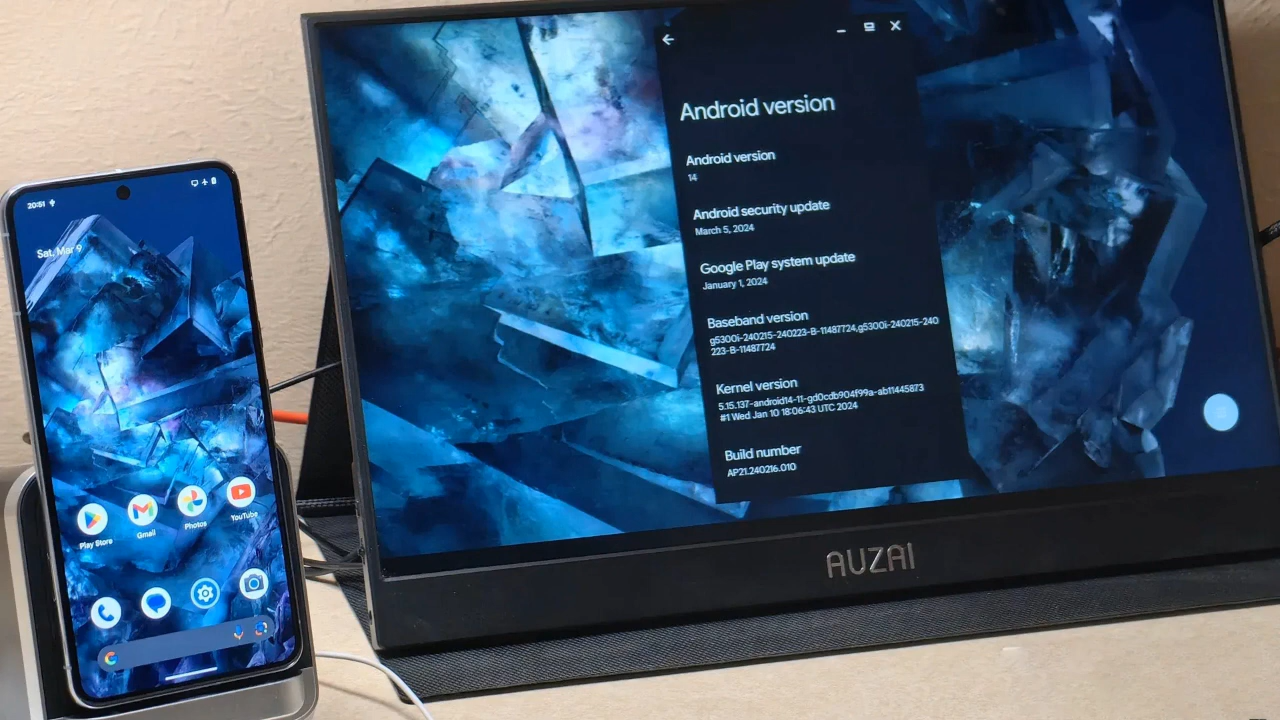 20:51
Sat, Mar 9
Play Store
Gmail
Photos
YouTube
Android version
Android version
14
Android security update
March 5, 2024
Google Play system update
January 1, 2024
Baseband version
g5300i-240215-240223-B-11487724,g5300i-240215-240
223-B-11487724
Kernel version
5.15.137-android14-11-gd0cdb904f99a-ab11445873
#1 Wed Jan 10 18:06:43 UTC 2024
Build number
AP21.240216.010
AUZAI